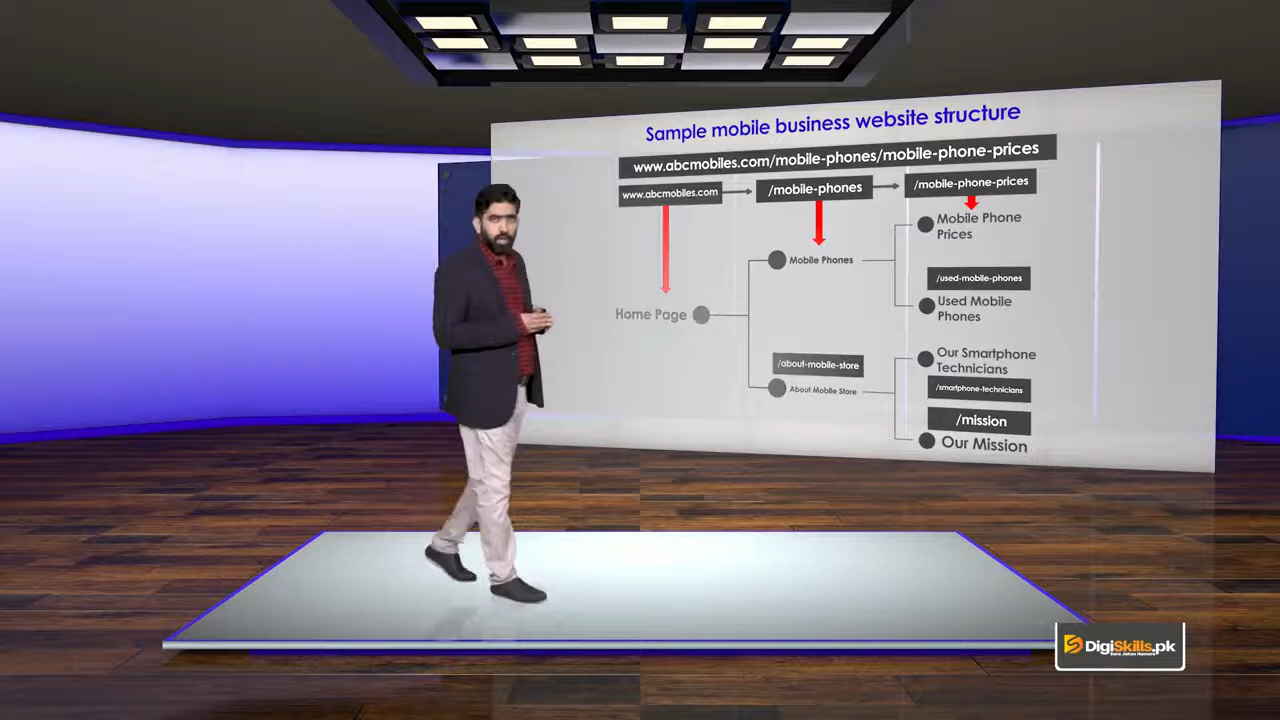 Sample mobile business website structure
www.abcmobiles.com/mobile-phones/mobile-phone-prices
www.abcmobiles.com
/mobile-phones
/mobile-phone-prices
Mobile Phone
Prices
Mobile Phones
/used-mobile-phones
Used Mobile
Phones
Home Page
/about-mobile-store
About Mobile Store
Our Smartphone
Technicians
/smartphone-technicians
/mission
Our Mission
DigiSkills.pk